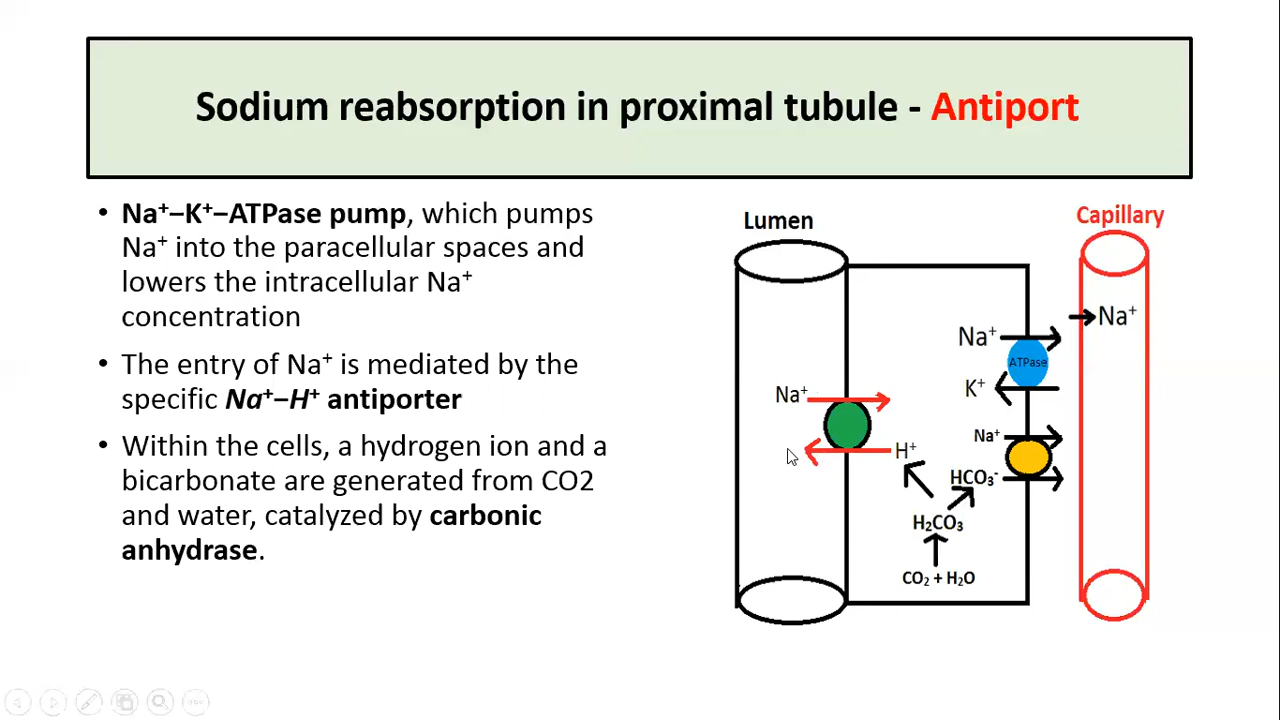 Sodium reabsorption in proximal tubule - Antiport
• Na⁺–K⁺–ATPase pump, which pumps
Na⁺ into the paracellular spaces and
lowers the intracellular Na⁺
concentration
• The entry of Na⁺ is mediated by the
specific Na⁺–H⁺ antiporter
• Within the cells, a hydrogen ion and a
bicarbonate are generated from CO2
and water, catalyzed by carbonic
anhydrase.
Lumen
Capillary
Na⁺
Na⁺
ATPase
K⁺
Na⁺
Na⁺
H⁺
HCO₃⁻
H₂CO₃
CO₂ + H₂O